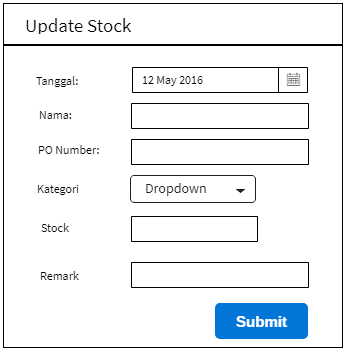 Update Stock
Tanggal: 12 May 2016
Nama:
PO Number:
Kategori Dropdown
Stock
Remark
Submit